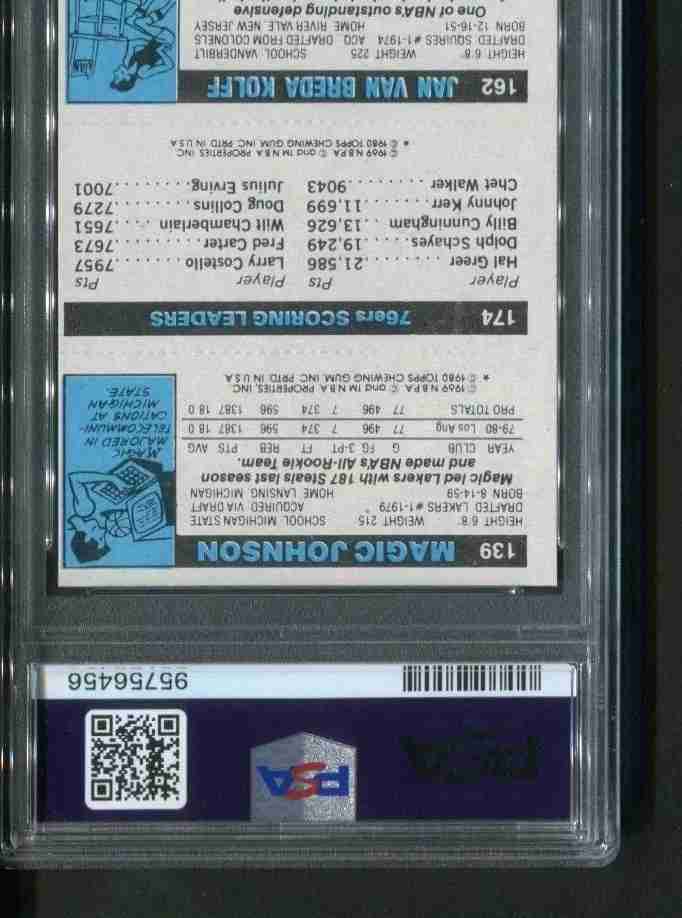 PSA
95756456
139 MAGIC JOHNSON
HEIGHT 6'8" WEIGHT 215 SCHOOL MICHIGAN STATE
DRAFTED LAKERS #1-1979 ACQUIRED VIA DRAFT
BORN 8-14-59 HOME LANSING MICHIGAN
Magic led Lakers with 187 Steals last season
and made NBA's All-Rookie Team.
YEAR CLUB G FG 3-PT FT REB PTS AVG
79-80 Los Ang 77 496 7 374 596 1387 18.0
PRO TOTALS 77 496 7 374 596 1387 18.0
MAGIC
MAJORED IN
TELECOMMUNI-
CATIONS AT
MICHIGAN
STATE.
© 1969 N.B.P.A. © and TM N.B.A. PROPERTIES, INC.
★ © 1980 TOPPS CHEWING GUM, INC. PRTD. IN U.S.A.
174 76ers SCORING LEADERS
Player Pts Player Pts
Hal Greer ........21,586 Larry Costello ......7957
Dolph Schayes .....19,249 Fred Carter........7673
Billy Cunningham ...13,626 Wilt Chamberlain ....7651
Johnny Kerr ......11,699 Doug Collins .......7279
Chet Walker .......9043 Julius Erving........7001
© 1969 N.B.P.A. © and TM N.B.A. PROPERTIES, INC.
★ © 1980 TOPPS CHEWING GUM, INC. PRTD. IN U.S.A.
162 JAN VAN BREDA KOLFF
HEIGHT 6'8" WEIGHT 225 SCHOOL VANDERBILT
DRAFTED SQUIRES #1-1974 ACQ DRAFTED FROM COLONELS
BORN 12-16-51 HOME RIVER VALE, NEW JERSEY
One of NBA's outstanding defensive